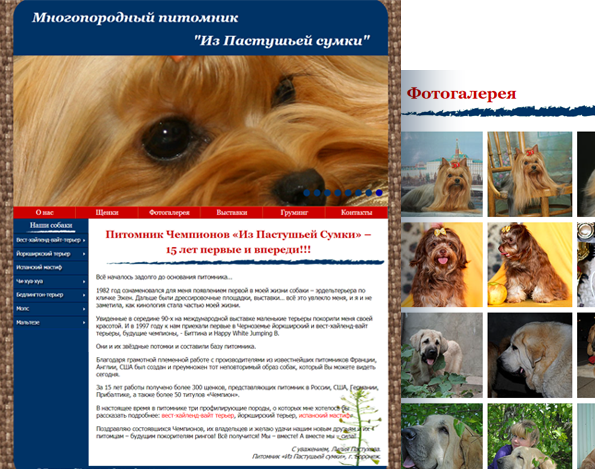 Многопородный питомник
"Из Пастушьей сумки"
О нас
Щенки
Фотогалерея
Выставки
Груминг
Контакты
Наши собаки
Вест-хайленд-вайт-терьер
Йоркширский терьер
Испанский мастиф
Чи-хуа-хуа
Бедлингтон-терьер
Мопс
Мальтезе
Питомник Чемпионов «Из Пастушьей Сумки» –
15 лет первые и впереди!!!
Всё началось задолго до основания питомника...
1982 год ознаменовался для меня появлением первой в моей жизни собаки – эрдельтерьера по
кличке Экен. Дальше были дрессировочные площадки, выставки... всё это увлекло меня, и я и не
заметила, как кинология стала частью моей жизни.
Увиденные в середине 90-х на международной выставке маленькие терьеры покорили меня своей
красотой. И в 1997 году к нам приехали первые в Черноземье йоркширский и вест-хайленд-вайт
терьеры, будущие чемпионы, - Биттина и Happy White Jumping B.
Они и их звёздные потомки и составили базу питомника.
Благодаря грамотной племенной работе с производителями из известнейших питомников Франции,
Англии, США был создан и преумножен тот неповторимый образ собак, который Вы можете видеть
сегодня.
За 15 лет работы получено более 300 щенков, представляющих питомник в России, США, Германии,
Прибалтике, а также более 50 титулов «Чемпион».
В настоящее время в питомнике три профилирующие породы, о которых мне хотелось бы
рассказать подробнее: вест-хайленд-вайт терьер, йоркширский терьер, испанский мастиф.
Поздравляю состоявшихся Чемпионов, их владельцев и желаю удачи нашим новым друзьям и их
питомцам – будущим покорителям рингов! Всё получится! Мы – вместе! А вместе мы – сила!
С уважением, Лилия Пастухова.
Питомник «Из Пастушьей сумки», г. Воронеж.
Фотогалерея